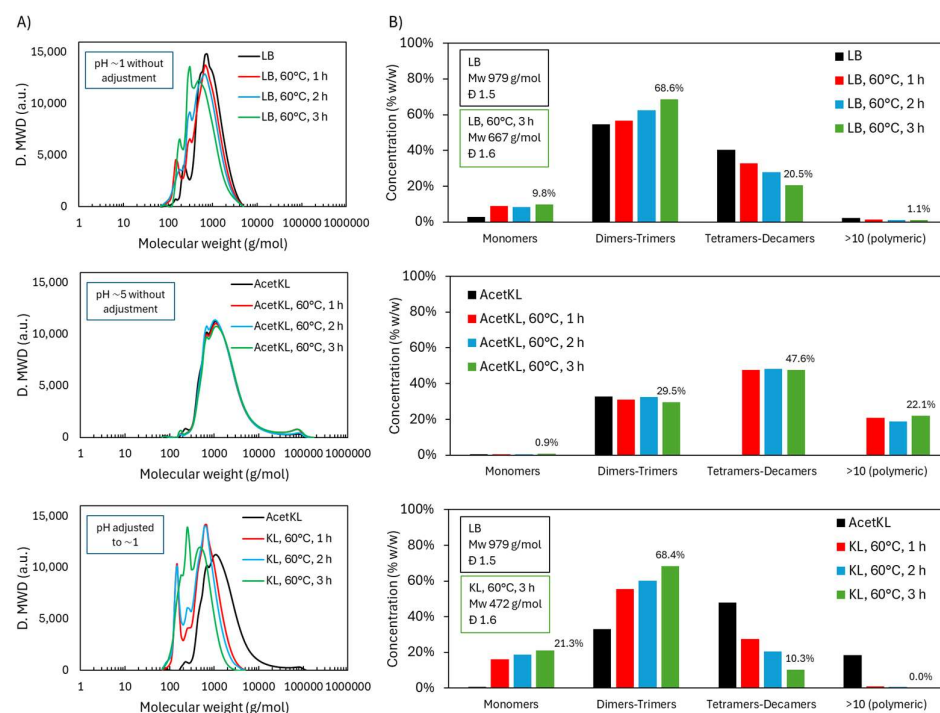 A)
15,000
10,000
5,000
0
D. MWD (a.u.)
pH ~1 without
adjustment
LB
LB, 60°C, 1 h
LB, 60°C, 2 h
LB, 60°C, 3 h
1 10 100 1000 10000 100000 1000000
Molecular weight (g/mol)
15,000
10,000
5,000
0
D. MWD (a.u.)
pH ~5 without
adjustment
AcetKL
AcetKL, 60°C, 1 h
AcetKL, 60°C, 2 h
AcetKL, 60°C, 3 h
1 10 100 1000 10000 100000 1000000
Molecular weight (g/mol)
15,000
10,000
5,000
0
D. MWD (a.u.)
pH adjusted
to ~1
AcetKL
KL, 60°C, 1 h
KL, 60°C, 2 h
KL, 60°C, 3 h
1 10 100 1000 10000 100000 1000000
Molecular weight (g/mol)
B)
100%
80%
60%
40%
20%
0%
Concentration (% w/w)
LB
Mw 979 g/mol
Đ 1.5
LB, 60°C, 3 h
Mw 667 g/mol
Đ 1.6
LB
LB, 60°C, 1 h
LB, 60°C, 2 h
LB, 60°C, 3 h
9.8%
68.6%
20.5%
1.1%
Monomers Dimers-Trimers Tetramers-Decamers >10 (polymeric)
100%
80%
60%
40%
20%
0%
Concentration (% w/w)
AcetKL
AcetKL, 60°C, 1 h
AcetKL, 60°C, 2 h
AcetKL, 60°C, 3 h
0.9%
29.5%
47.6%
22.1%
Monomers Dimers-Trimers Tetramers-Decamers >10 (polymeric)
100%
80%
60%
40%
20%
0%
Concentration (% w/w)
LB
Mw 979 g/mol
Đ 1.5
KL, 60°C, 3 h
Mw 472 g/mol
Đ 1.6
AcetKL
KL, 60°C, 1 h
KL, 60°C, 2 h
KL, 60°C, 3 h
21.3%
68.4%
10.3%
0.0%
Monomers Dimers-Trimers Tetramers-Decamers >10 (polymeric)